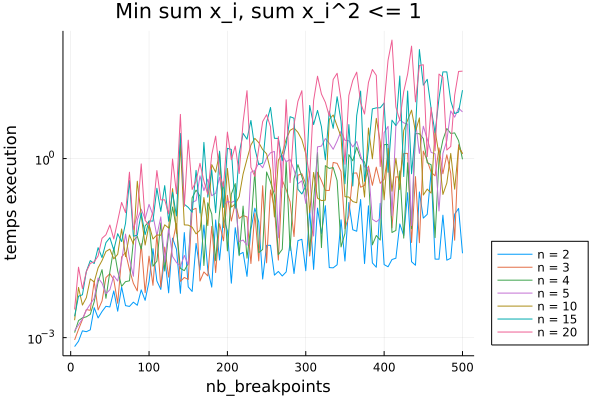 Min sum x_i, sum x_i^2 <= 1
temps execution
10^0
10^-3
0
100
200
300
400
500
nb_breakpoints
n = 2
n = 3
n = 4
n = 5
n = 10
n = 15
n = 20